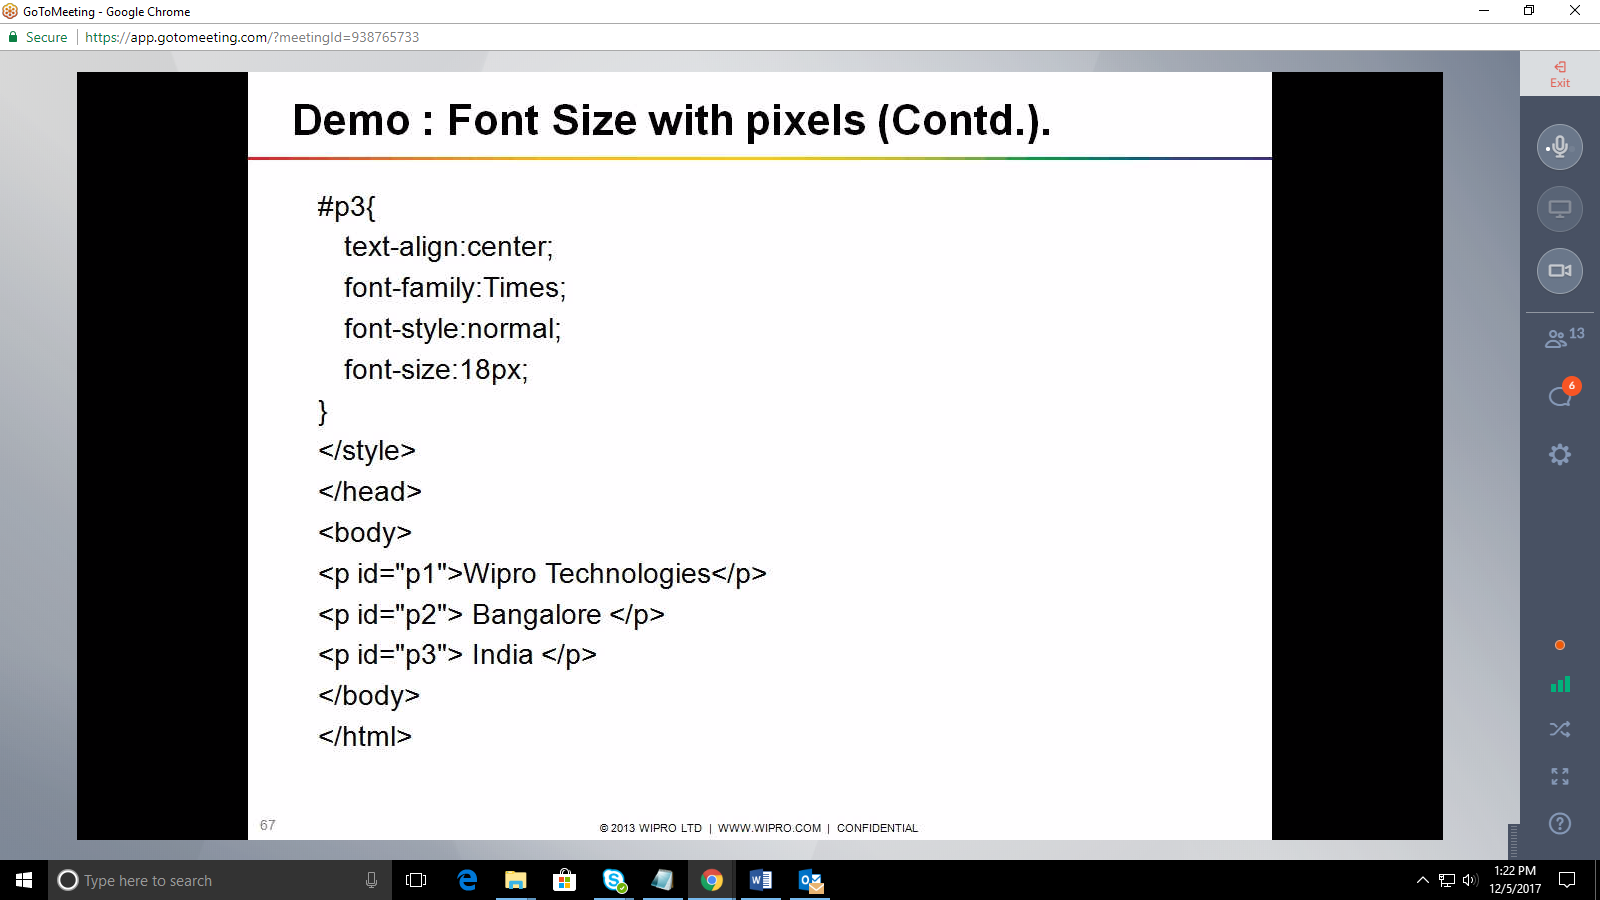 GoToMeeting - Google Chrome
Secure | https://app.gotomeeting.com/?meetingId=938765733
Exit
Demo : Font Size with pixels (Contd.).
#p3{
text-align:center;
font-family:Times;
font-style:normal;
font-size:18px;
}
</style>
</head>
<body>
<p id="p1">Wipro Technologies</p>
<p id="p2"> Bangalore </p>
<p id="p3"> India </p>
</body>
</html>
67
© 2013 WIPRO LTD | WWW.WIPRO.COM | CONFIDENTIAL
13
6
Type here to search
1:22 PM
12/5/2017